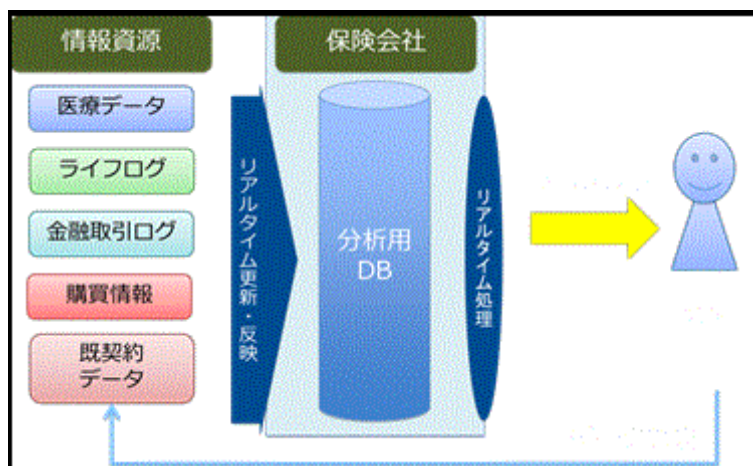 情報資源
保険会社
医療データ
ライフログ
金融取引ログ
購買情報
既契約
データ
リアルタイム更新・反映
分析用
DB
リアルタイム処理